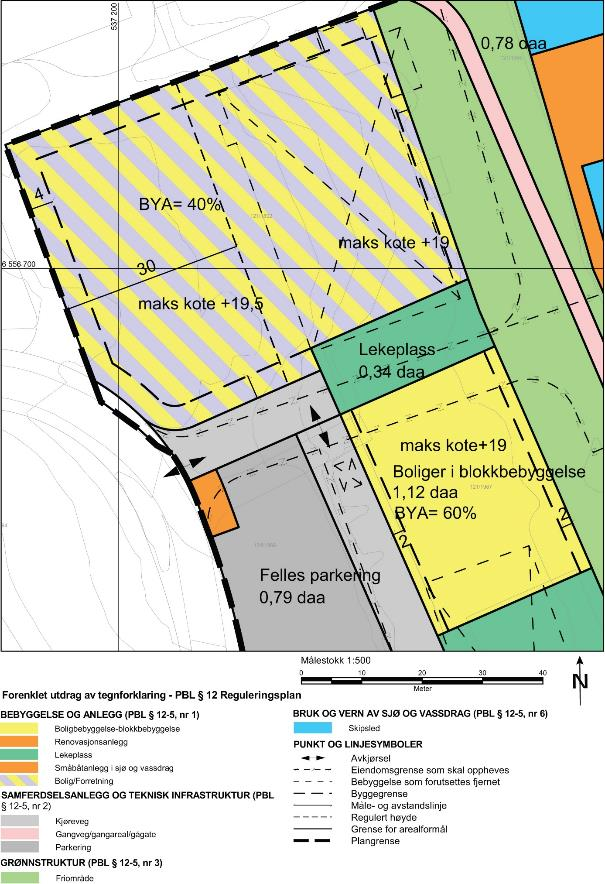 537 200
0,78 daa
4
BYA= 40%
maks kote +19
6 556 700
30
maks kote +19,5
Lekeplass
0,34 daa
maks kote+19
Boliger i blokkbebyggelse
1,12 daa
BYA= 60%
2
2
Felles parkering
0,79 daa
Målestokk 1:500
0 10 20 30 40
Meter
N
Forenklet utdrag av tegnforklaring - PBL § 12 Reguleringsplan
BEBYGGELSE OG ANLEGG (PBL § 12-5, nr 1)
Boligbebyggelse-blokkbebyggelse
Renovasjonsanlegg
Lekeplass
Småbåtanlegg i sjø og vassdrag
Bolig/Forretning
SAMFERDSELSANLEGG OG TEKNISK INFRASTRUKTUR (PBL
§ 12-5, nr 2)
Kjøreveg
Gangveg/gangareal/gågate
Parkering
GRØNNSTRUKTUR (PBL § 12-5, nr 3)
Friområde
BRUK OG VERN AV SJØ OG VASSDRAG (PBL § 12-5, nr 6)
Skipsled
PUNKT OG LINJESYMBOLER
Avkjørsel
Eiendomsgrense som skal oppheves
Bebyggelse som forutsettes fjernet
Byggegrense
Måle- og avstandslinje
Regulert høyde
Grense for arealformål
Plangrense